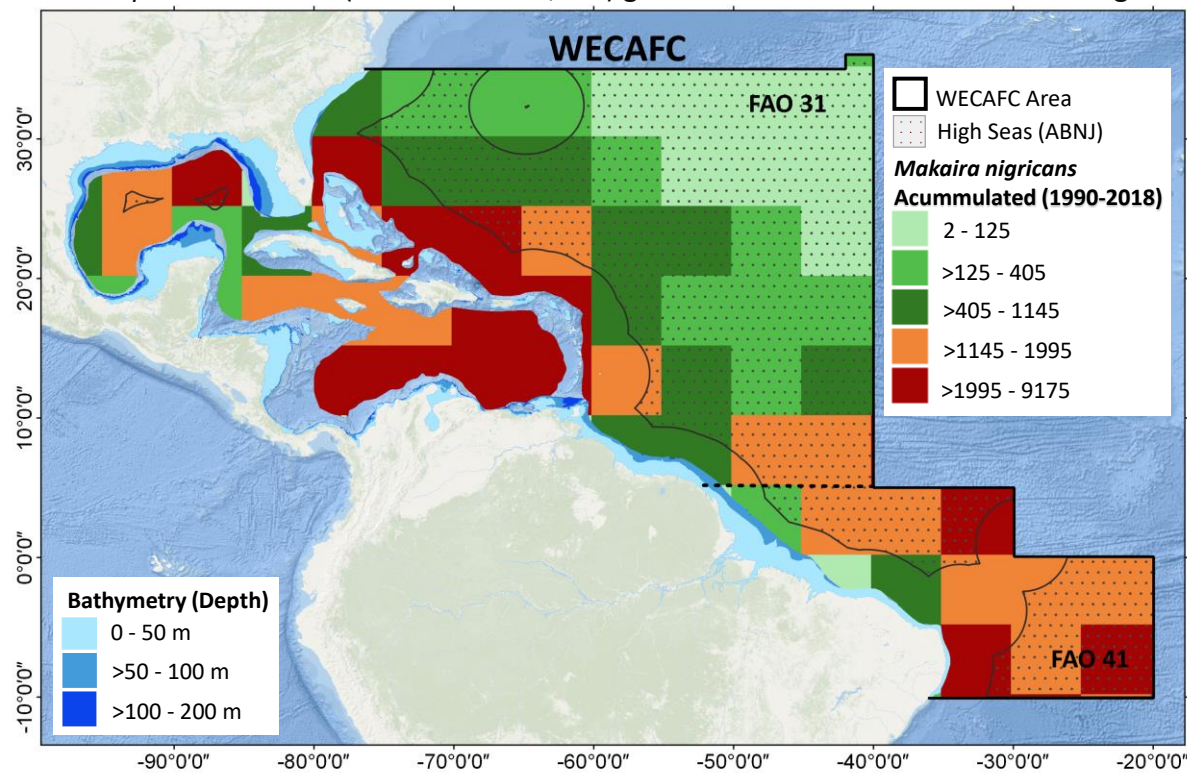 WECAFC
FAO 31
WECAFC Area
High Seas (ABNJ)
Makaira nigricans
Acummulated (1990-2018)
2 - 125
>125 - 405
>405 - 1145
>1145 - 1995
>1995 - 9175
30°0'0"
20°0'0"
10°0'0"
0°0'0"
-10°0'0"
Bathymetry (Depth)
0 - 50 m
>50 - 100 m
>100 - 200 m
FAO 41
-90°0'0"
-80°0'0"
-70°0'0"
-60°0'0"
-50°0'0"
-40°0'0"
-30°0'0"
-20°0'0"